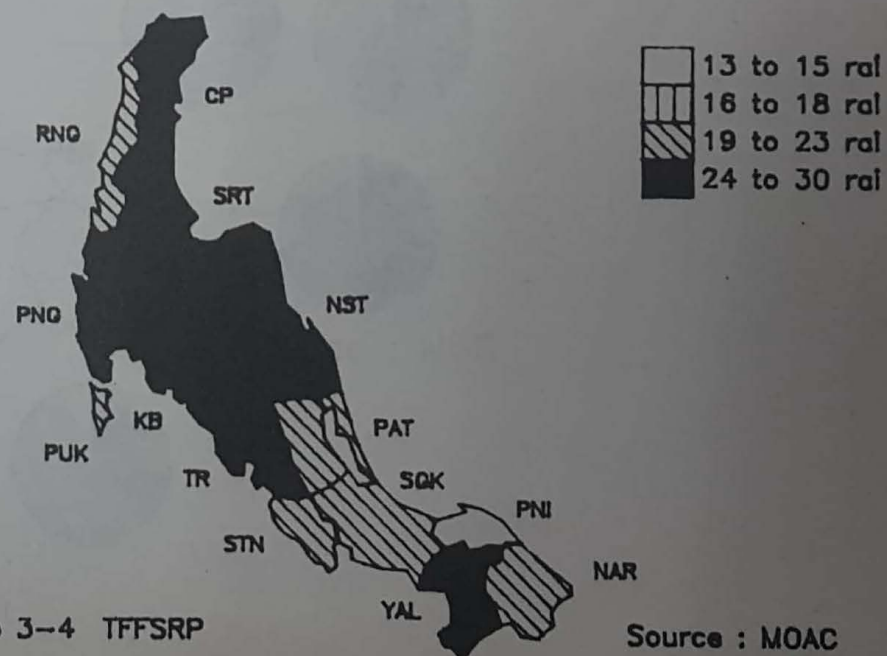 13 to 15 rai
16 to 18 rai
19 to 23 rai
24 to 30 rai
CP
RNG
SRT
PNG
NST
KB
PUK
PAT
TR
SGK
PNI
STN
NAR
YAL
3-4 TFFSRP
Source : MOAC